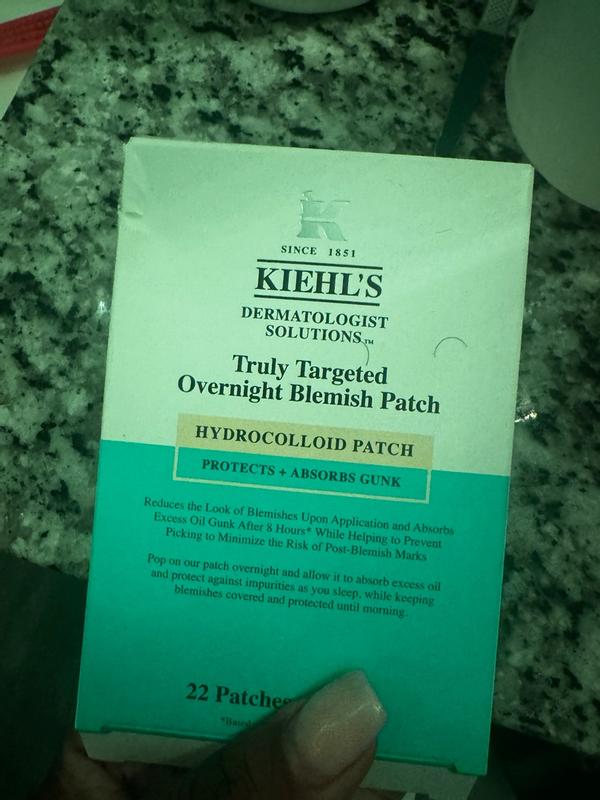 K
SINCE 1851
KIEHL'S
DERMATOLOGIST
SOLUTIONS™
Truly Targeted
Overnight Blemish Patch
HYDROCOLLOID PATCH
PROTECTS + ABSORBS GUNK
Reduces the Look of Blemishes Upon Application and Absorbs
Excess Oil Gunk After 8 Hours* While Helping to Prevent
Picking to Minimize the Risk of Post-Blemish Marks
Pop on our patch overnight and allow it to absorb excess oil
and protect against impurities as you sleep, while keeping
blemishes covered and protected until morning.
22 Patches